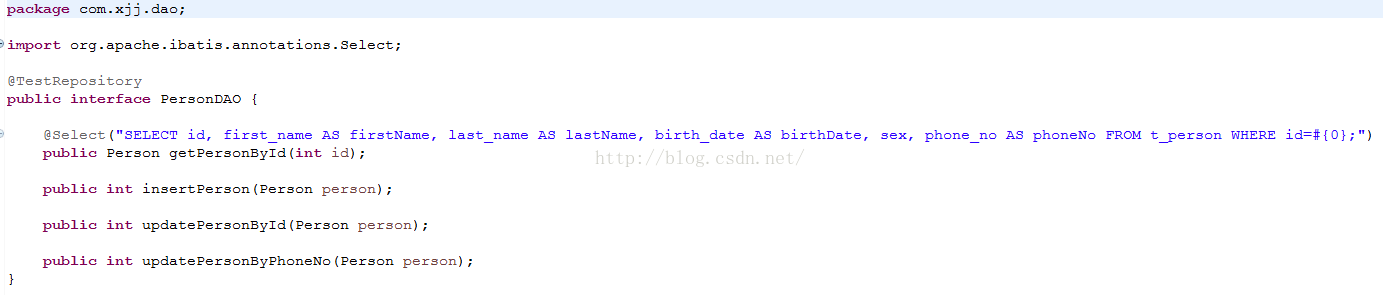 package com.xjj.dao;
import org.apache.ibatis.annotations.Select;
@TestRepository
public interface PersonDAO {
@Select("SELECT id, first_name AS firstName, last_name AS lastName, birth_date AS birthDate, sex, phone_no AS phoneNo FROM t_person WHERE id=#{0};")
public Person getPersonById(int id);
http://blog.csdn.net/
public int insertPerson(Person person);
public int updatePersonById(Person person);
public int updatePersonByPhoneNo(Person person);
}